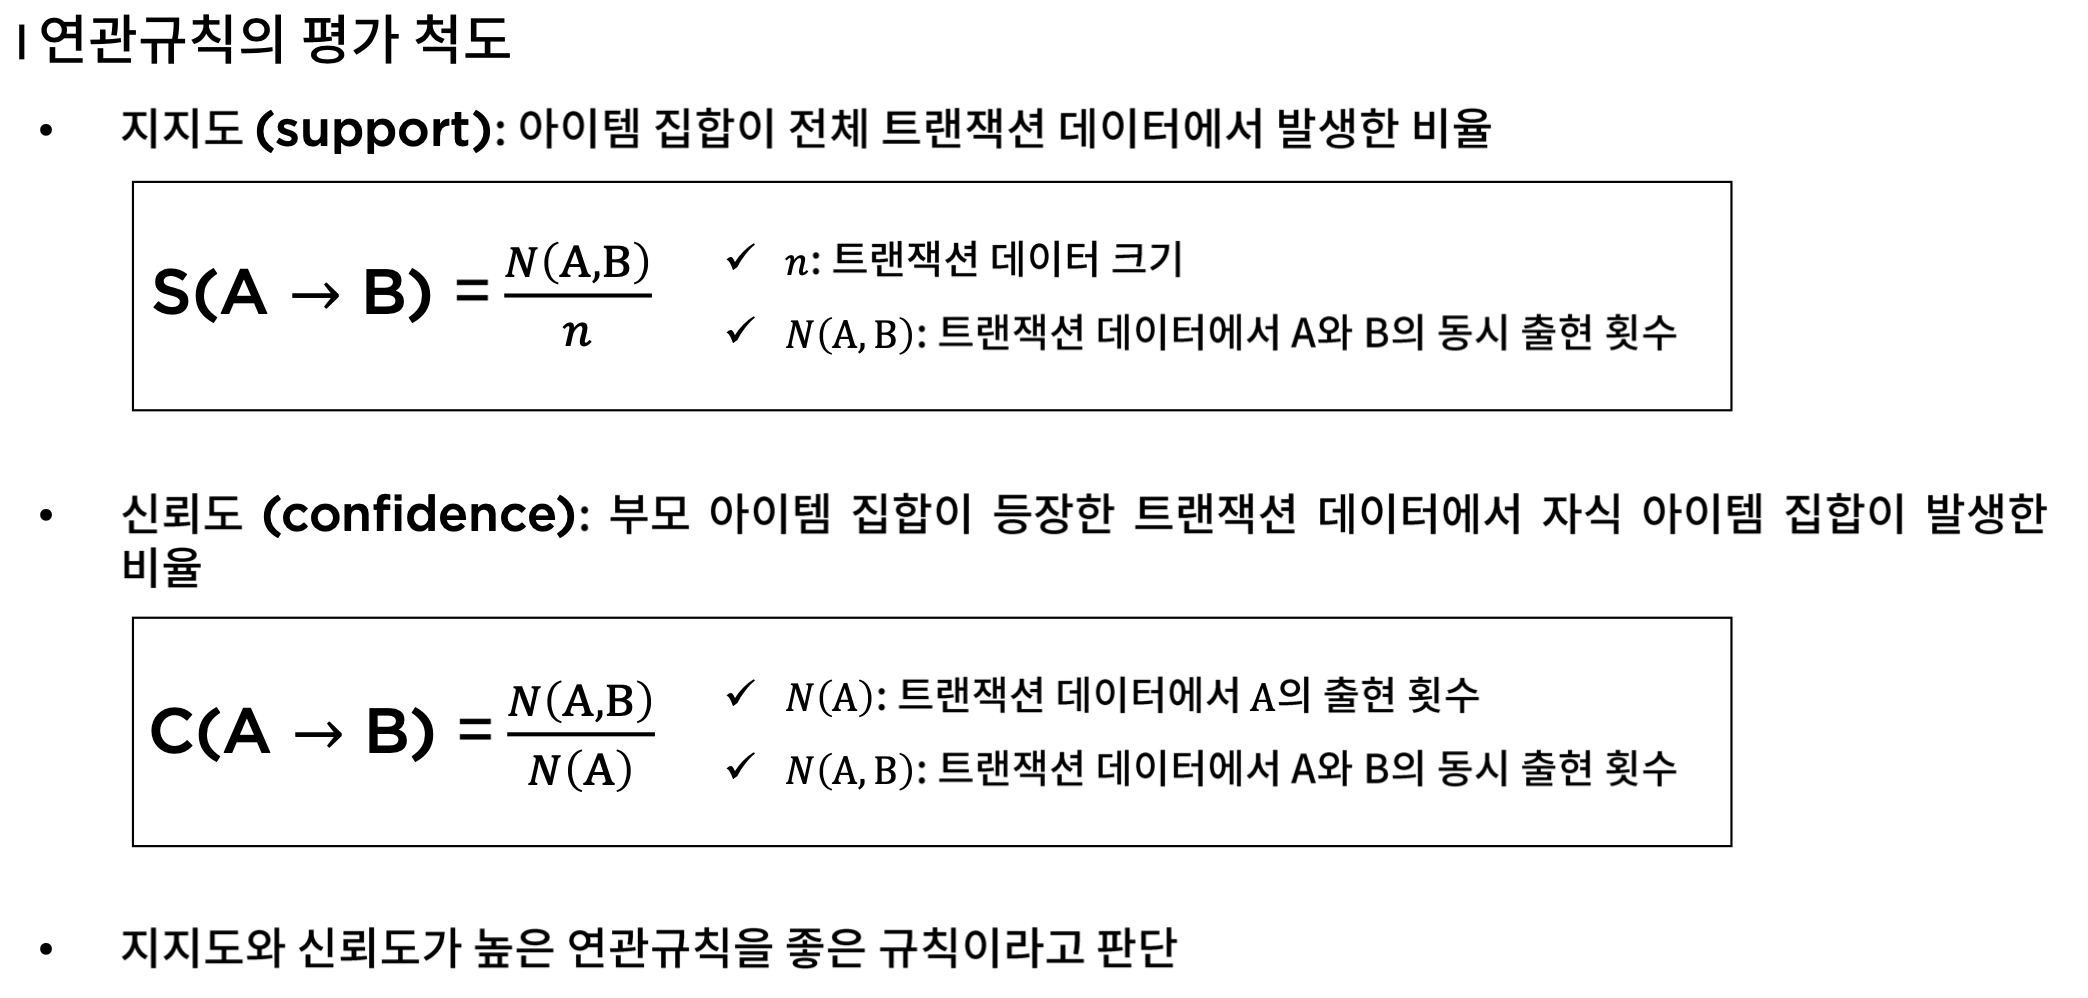 | 연관규칙의 평가 척도
• 지지도 (support): 아이템 집합이 전체 트랜잭션 데이터에서 발생한 비율
S(A → B) = N(A,B) / n
✓ n: 트랜잭션 데이터 크기
✓ N(A, B): 트랜잭션 데이터에서 A와 B의 동시 출현 횟수
• 신뢰도 (confidence): 부모 아이템 집합이 등장한 트랜잭션 데이터에서 자식 아이템 집합이 발생한
비율
C(A → B) = N(A,B) / N(A)
✓ N(A): 트랜잭션 데이터에서 A의 출현 횟수
✓ N(A, B): 트랜잭션 데이터에서 A와 B의 동시 출현 횟수
• 지지도와 신뢰도가 높은 연관규칙을 좋은 규칙이라고 판단